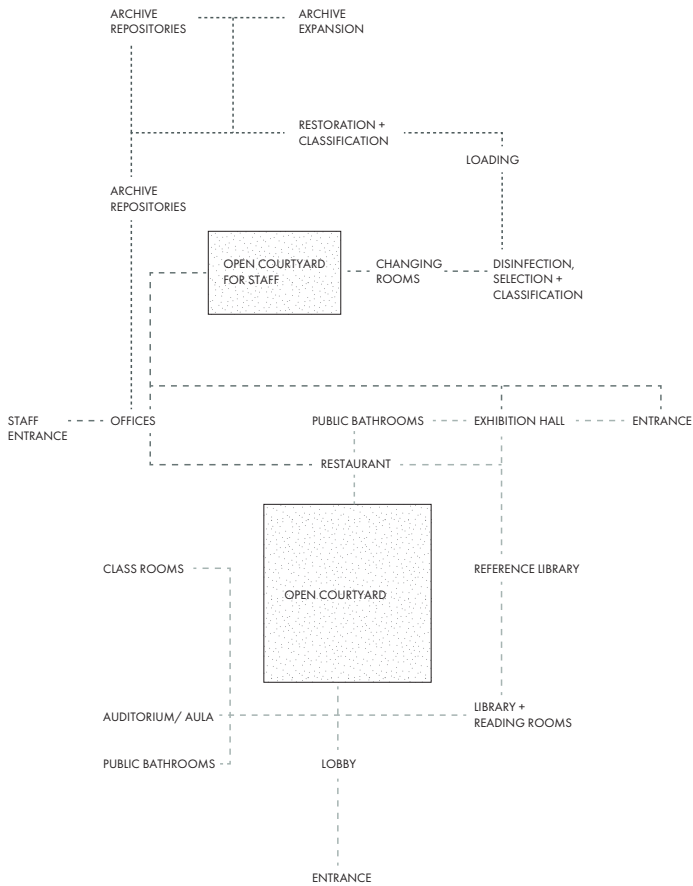 ARCHIVE
REPOSITORIES
ARCHIVE
EXPANSION
RESTORATION +
CLASSIFICATION
LOADING
ARCHIVE
REPOSITORIES
OPEN COURTYARD
FOR STAFF
CHANGING
ROOMS
DISINFECTION,
SELECTION +
CLASSIFICATION
STAFF
ENTRANCE
OFFICES
PUBLIC BATHROOMS
EXHIBITION HALL
ENTRANCE
RESTAURANT
CLASS ROOMS
OPEN COURTYARD
REFERENCE LIBRARY
AUDITORIUM/ AULA
LIBRARY +
READING ROOMS
PUBLIC BATHROOMS
LOBBY
ENTRANCE